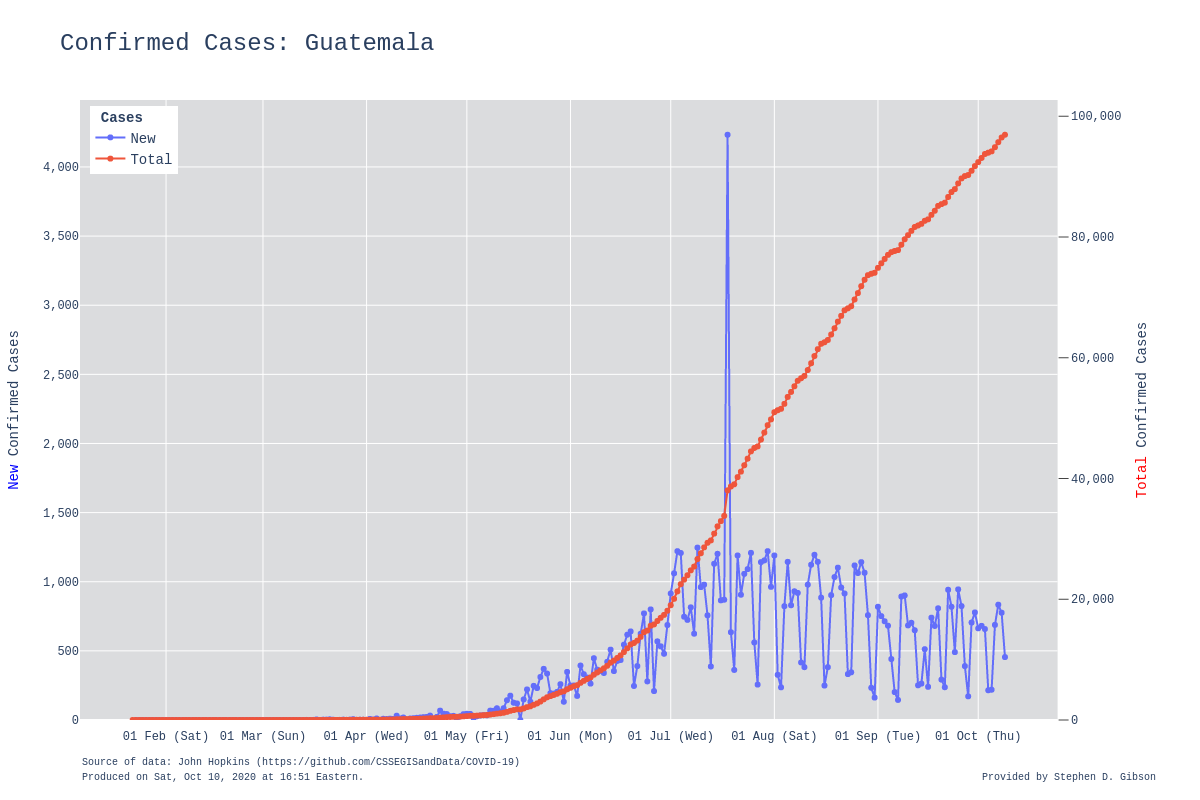 Confirmed Cases: Guatemala
Cases
New
Total
100,000
80,000
60,000
40,000
20,000
0
4,000
3,500
3,000
2,500
2,000
1,500
1,000
500
0
New Confirmed Cases
Total Confirmed Cases
01 Feb (Sat) 01 Mar (Sun) 01 Apr (Wed) 01 May (Fri) 01 Jun (Mon) 01 Jul (Wed) 01 Aug (Sat) 01 Sep (Tue) 01 Oct (Thu)
Source of data: John Hopkins (https://github.com/CSSEGISandData/COVID-19)
Produced on Sat, Oct 10, 2020 at 16:51 Eastern.
Provided by Stephen D. Gibson